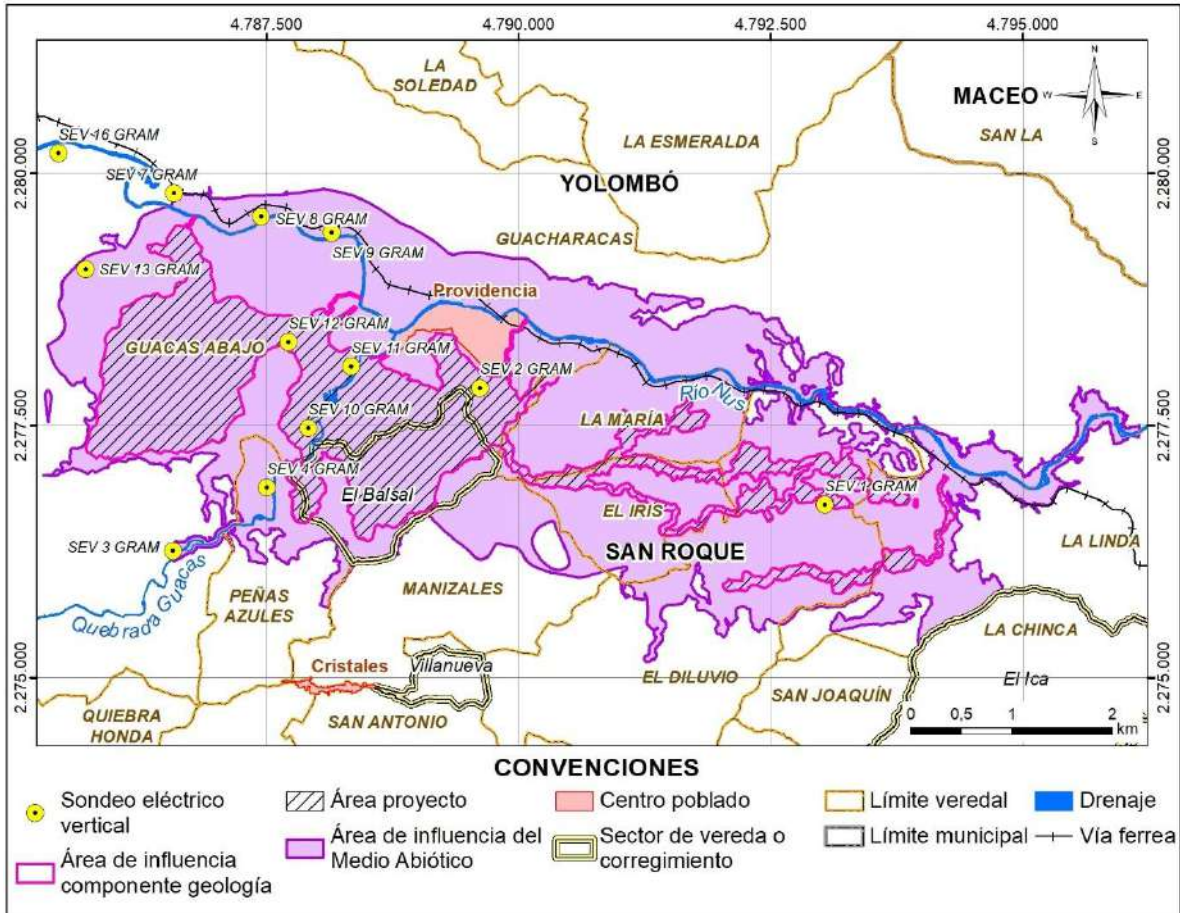 4.787.500
4.790.000
4.792.500
4.795.000
LA
SOLEDAD
MACEO
N
W
E
S
SAN LA
LA ESMERALDA
SEV 16 GRAM
2.280.000
2.280.000
SEV 7 GRAM
YOLOMBÓ
SEV 8 GRAM
GUACHARACAS
SEV 9 GRAM
SEV 13 GRAM
Providencia
SEV 12 GRAM
GUACAS ABAJO
SEV 11 GRAM
SEV 2 GRAM
Río Nus
LA MARÍA
SEV 10 GRAM
2.277.500
2.277.500
SEV 4 GRAM
El Balsal
SEV 1 GRAM
EL IRIS
SEV 3 GRAM
SAN ROQUE
LA LINDA
Quebrada Guacas
PEÑAS
AZULES
MANIZALES
LA CHINCA
Cristales
Villanueva
EL DILUVIO
SAN JOAQUÍN
El Ica
2.275.000
2.275.000
QUIEBRA
HONDA
SAN ANTONIO
0 0,5 1 2
km
CONVENCIONES
Sondeo eléctrico
vertical
Área de influencia
componente geología
Área proyecto
Área de influencia del
Medio Abiótico
Centro poblado
Sector de vereda o
corregimiento
Límite veredal
Límite municipal
Drenaje
Vía ferrea